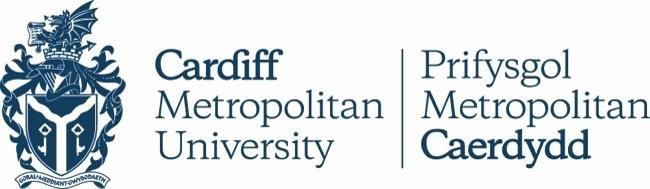 Cardiff
Metropolitan
University
Prifysgol
Metropolitan
Caerdydd